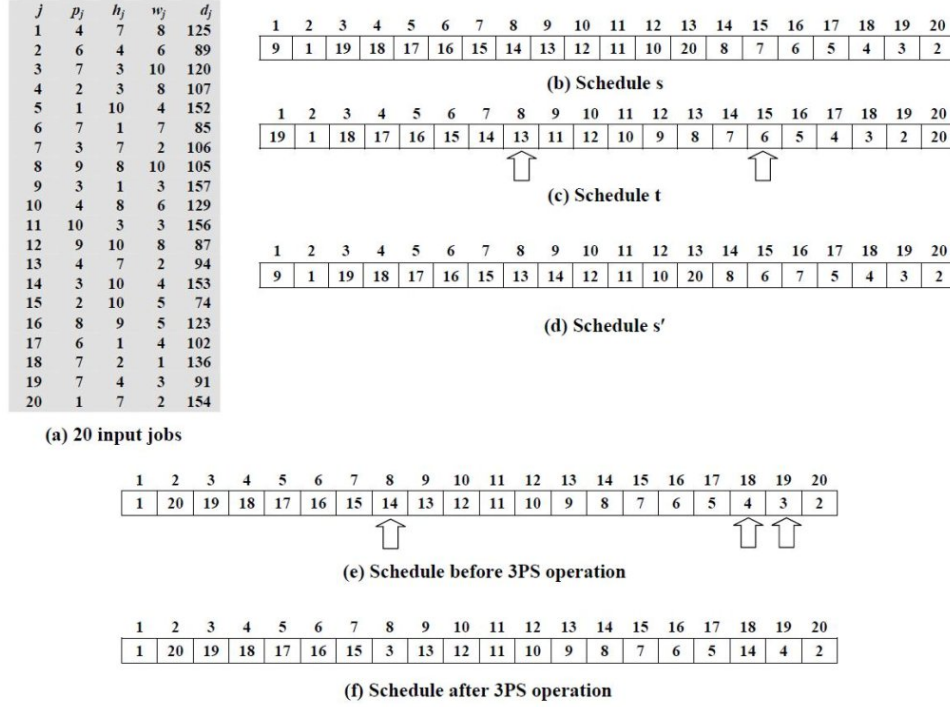 j pj hj wj dj
1 4 7 8 125
2 6 4 6 89
3 7 3 10 120
4 2 3 8 107
5 1 10 4 152
6 7 1 7 85
7 3 7 2 106
8 9 8 10 105
9 3 1 3 157
10 4 8 6 129
11 10 3 3 156
12 9 10 8 87
13 4 7 2 94
14 3 10 4 153
15 2 10 5 74
16 8 9 5 123
17 6 1 4 102
18 7 2 1 136
19 7 4 3 91
20 1 7 2 154
(a) 20 input jobs
1 2 3 4 5 6 7 8 9 10 11 12 13 14 15 16 17 18 19 20
9 1 19 18 17 16 15 14 13 12 11 10 20 8 7 6 5 4 3 2
(b) Schedule s
1 2 3 4 5 6 7 8 9 10 11 12 13 14 15 16 17 18 19 20
19 1 18 17 16 15 14 13 11 12 10 9 8 7 6 5 4 3 2 20
(c) Schedule t
1 2 3 4 5 6 7 8 9 10 11 12 13 14 15 16 17 18 19 20
9 1 19 18 17 16 15 13 14 12 11 10 20 8 6 7 5 4 3 2
(d) Schedule s′
1 2 3 4 5 6 7 8 9 10 11 12 13 14 15 16 17 18 19 20
1 20 19 18 17 16 15 14 13 12 11 10 9 8 7 6 5 4 3 2
(e) Schedule before 3PS operation
1 2 3 4 5 6 7 8 9 10 11 12 13 14 15 16 17 18 19 20
1 20 19 18 17 16 15 3 13 12 11 10 9 8 7 6 5 14 4 2
(f) Schedule after 3PS operation